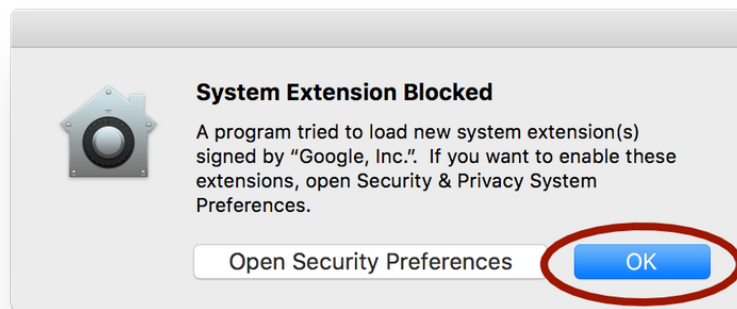 System Extension Blocked
A program tried to load new system extension(s)
signed by “Google, Inc.”.  If you want to enable these
extensions, open Security & Privacy System
Preferences.
Open Security Preferences
OK